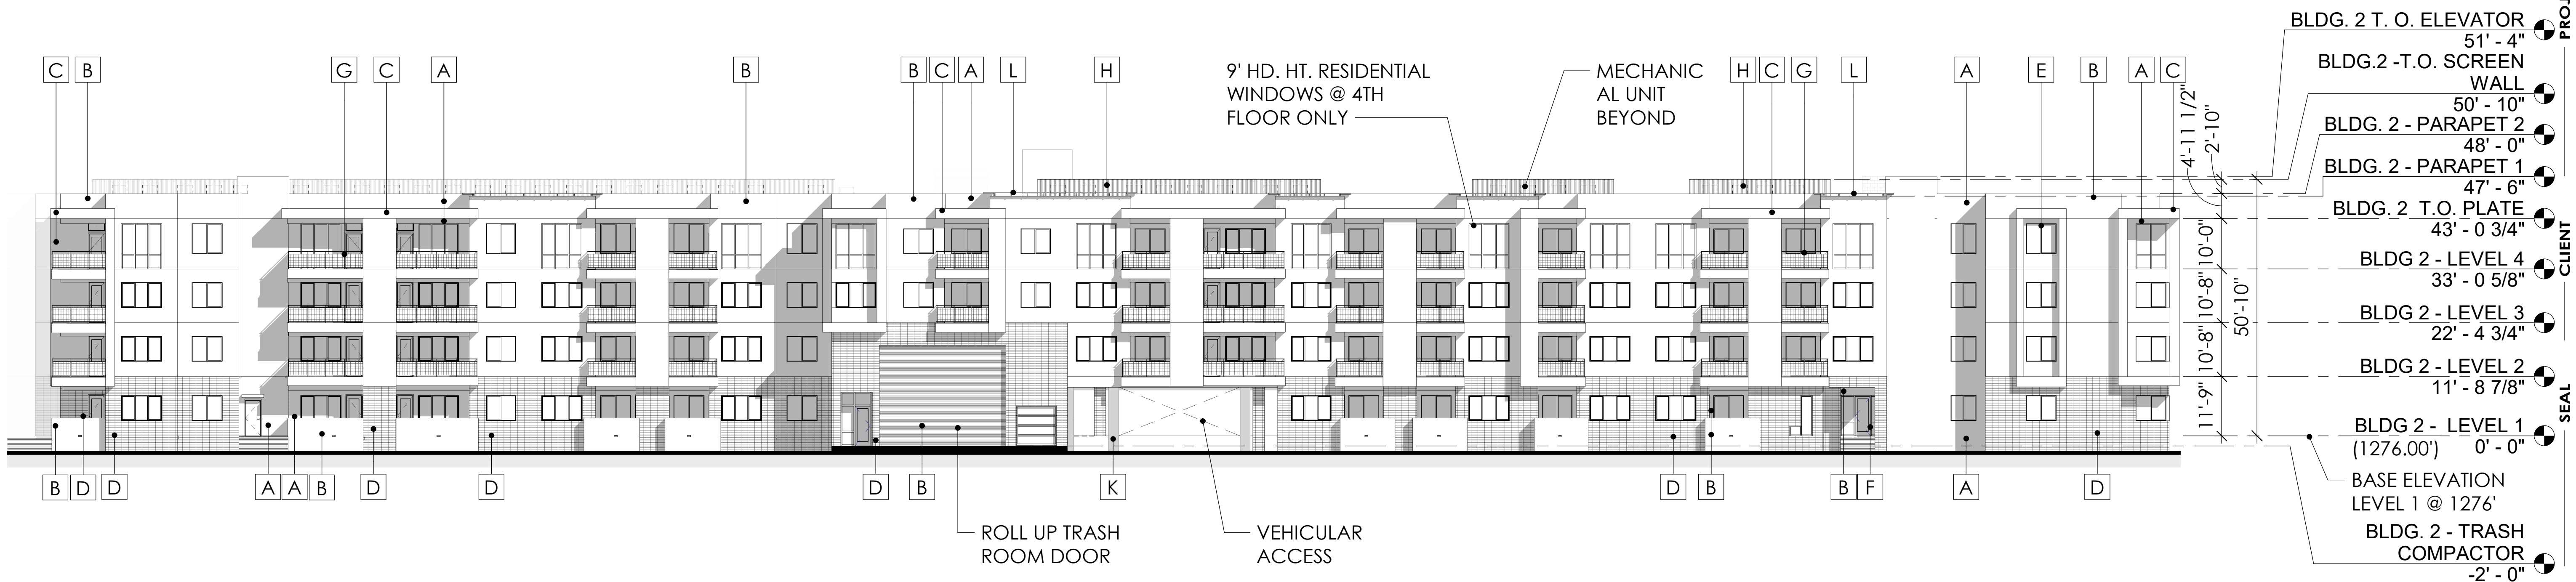 C B G C A B B C A L H
9' HD. HT. RESIDENTIAL
WINDOWS @ 4TH
FLOOR ONLY
MECHANIC
AL UNIT
BEYOND
H C G L A E B A C
BLDG. 2 T. O. ELEVATOR
51' - 4"
BLDG.2 -T.O. SCREEN
WALL
50' - 10"
BLDG. 2 - PARAPET 2
48' - 0"
BLDG. 2 - PARAPET 1
47' - 6"
BLDG. 2 T.O. PLATE
43' - 0 3/4"
BLDG 2 - LEVEL 4
33' - 0 5/8"
BLDG 2 - LEVEL 3
22' - 4 3/4"
BLDG 2 - LEVEL 2
11' - 8 7/8"
BLDG 2 - LEVEL 1
(1276.00') 0' - 0"
BASE ELEVATION
LEVEL 1 @ 1276'
BLDG. 2 - TRASH
COMPACTOR
-2' - 0"
4'-11 1/2"
2'-10"
10'-0"
10'-8"
10'-8"
11'-9"
50'-10"
B D D A A B D D D B K D B B F A D
ROLL UP TRASH
ROOM DOOR
VEHICULAR
ACCESS
CLIENT
SEAL